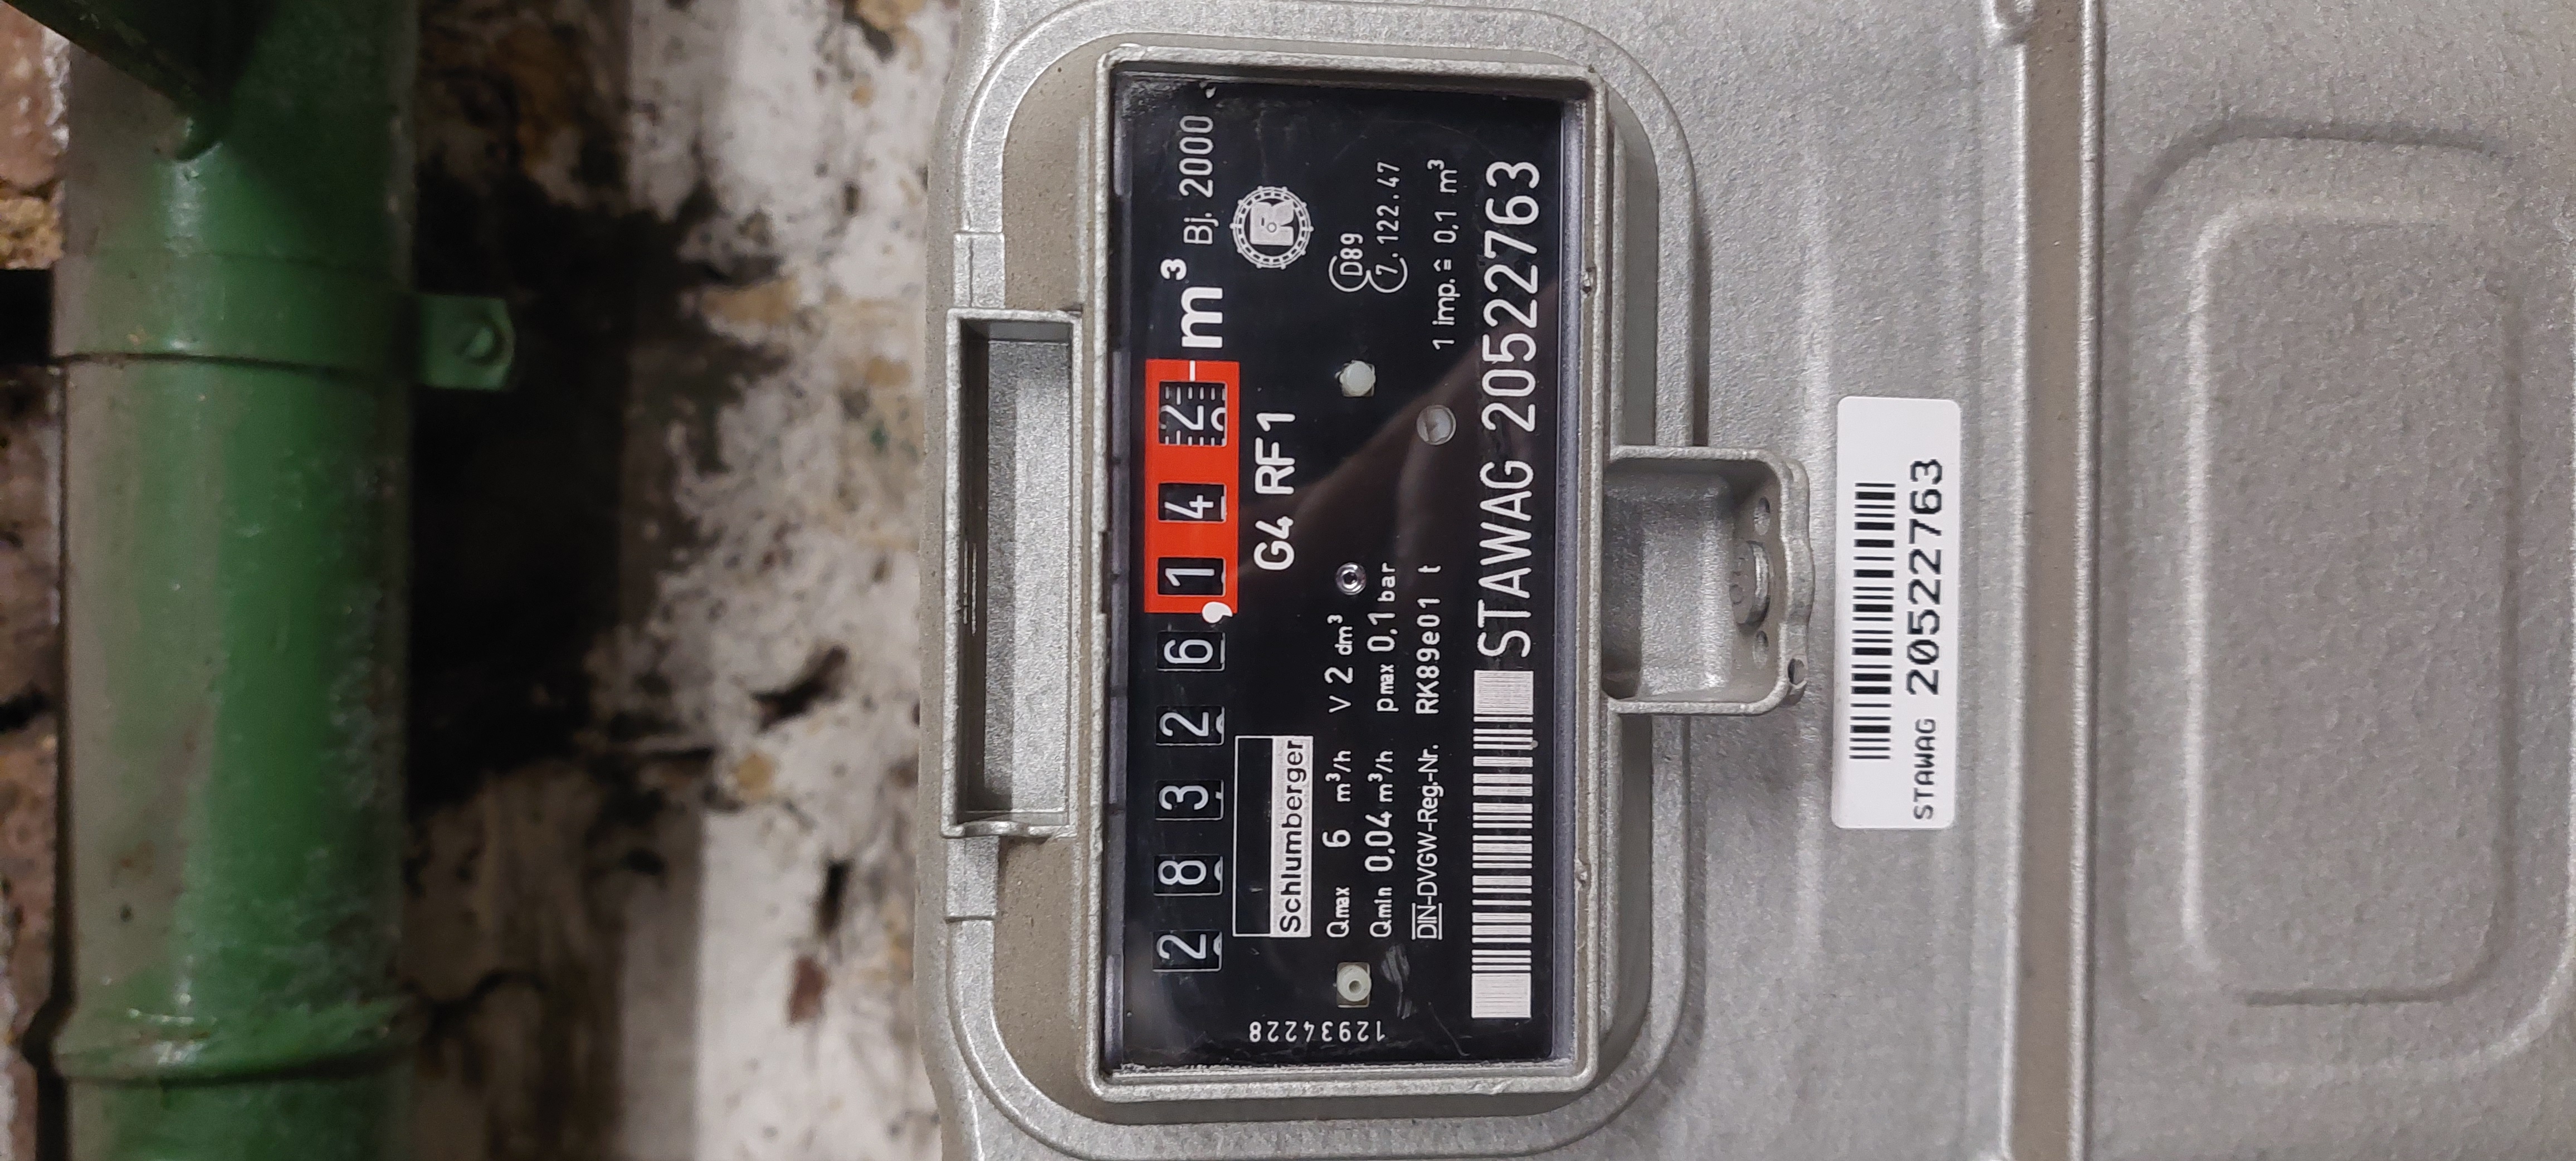 28326,142 m³ Bj. 2000
12934228
Schlumberger
G4 RF1
R
Qmax 6 m³/h V 2 dm³
D89
Qmin 0,04 m³/h pmax 0,1 bar
7.122.47
DIN-DVGW-Reg.-Nr. RK89e01 t
1 imp. ≙ 0,1 m³
STAWAG 20522763
STAWAG 20522763